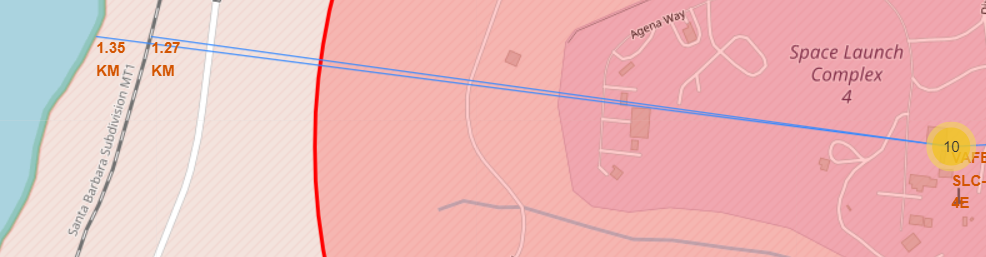 Agena Way
1.35
KM
1.27
KM
Space Launch
Complex
4
Santa Barbara Subdivision MT1
10
VAFB
SLC-
4E